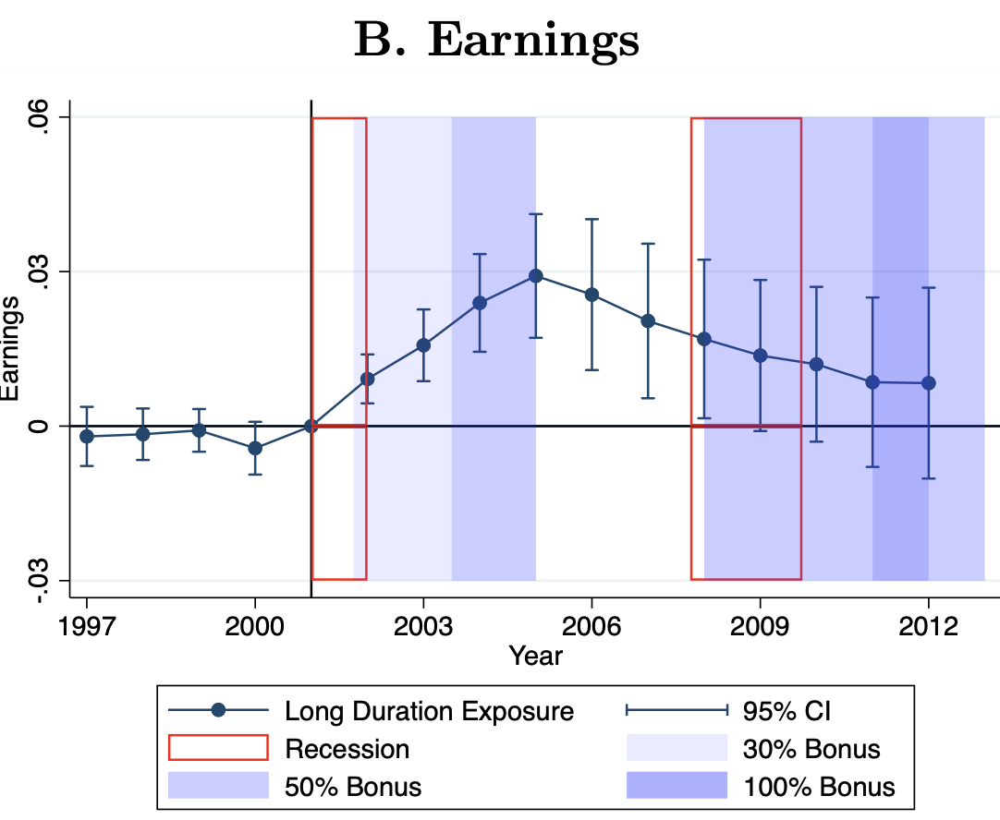 B. Earnings
.06
.03
0
-.03
Earnings
1997 2000 2003 2006 2009 2012
Year
Long Duration Exposure 95% CI
Recession 30% Bonus
50% Bonus 100% Bonus